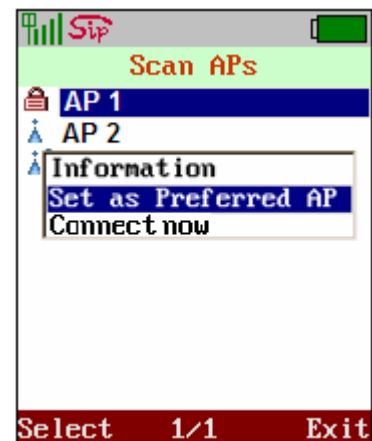 Sip
Scan APs
AP 1
AP 2
Information
Set as Preferred AP
Connect now
Select 1/1 Exit